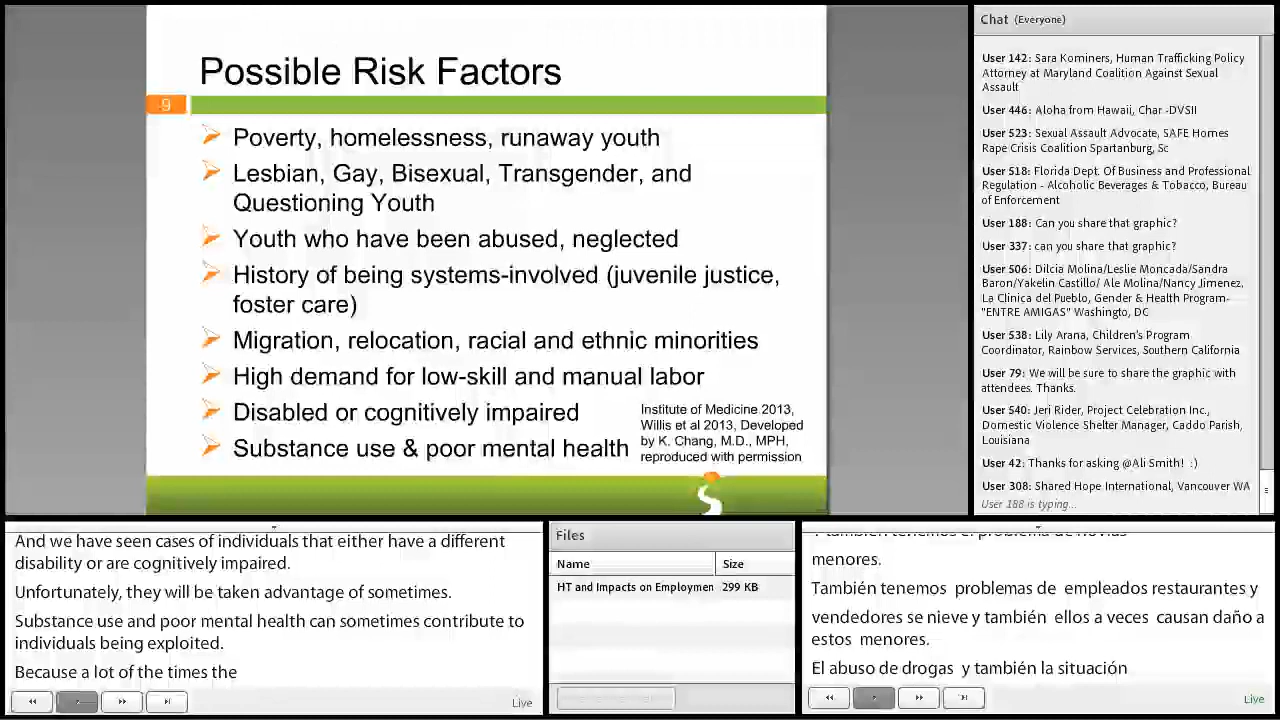 Possible Risk Factors
9
Poverty, homelessness, runaway youth
Lesbian, Gay, Bisexual, Transgender, and
Questioning Youth
Youth who have been abused, neglected
History of being systems-involved (juvenile justice,
foster care)
Migration, relocation, racial and ethnic minorities
High demand for low-skill and manual labor
Disabled or cognitively impaired
Substance use & poor mental health
Institute of Medicine 2013,
Willis et al 2013, Developed
by K. Chang, M.D., MPH,
reproduced with permission
Chat (Everyone)
User 142: Sara Kominers, Human Trafficking Policy
Attorney at Maryland Coalition Against Sexual
Assault
User 446: Aloha from Hawaii, Char -DVSII
User 523: Sexual Assault Advocate, SAFE Homes
Rape Crisis Coalition Spartanburg, Sc
User 518: Florida Dept. Of Business and Professional
Regulation - Alcoholic Beverages & Tobacco, Bureau
of Enforcement
User 188: Can you share that graphic?
User 337: can you share that graphic?
User 506: Dilcia Molina/Leslie Moncada/Sandra
Baron/Yakelin Castillo/ Ale Molina/Nancy Jimenez,
La Clinica del Pueblo, Gender & Health Program-
"ENTRE AMIGAS" Washingto, DC
User 538: Lily Arana, Children's Program
Coordinator, Rainbow Services, Southern California
User 79: We will be sure to share the graphic with
attendees. Thanks.
User 540: Jeri Rider, Project Celebration Inc.,
Domestic Violence Shelter Manager, Caddo Parish,
Louisiana
User 42: Thanks for asking @Ali Smith! :)
User 308: Shared Hope International, Vancouver WA
User 188 is typing...
And we have seen cases of individuals that either have a different
disability or are cognitively impaired.
Unfortunately, they will be taken advantage of sometimes.
Substance use and poor mental health can sometimes contribute to
individuals being exploited.
Because a lot of the times the
Live
Files
Name Size
HT and Impacts on Employmen 299 KB
menores.
También tenemos problemas de empleados restaurantes y
vendedores se nieve y también ellos a veces causan daño a
estos menores.
El abuso de drogas y también la situación
Live